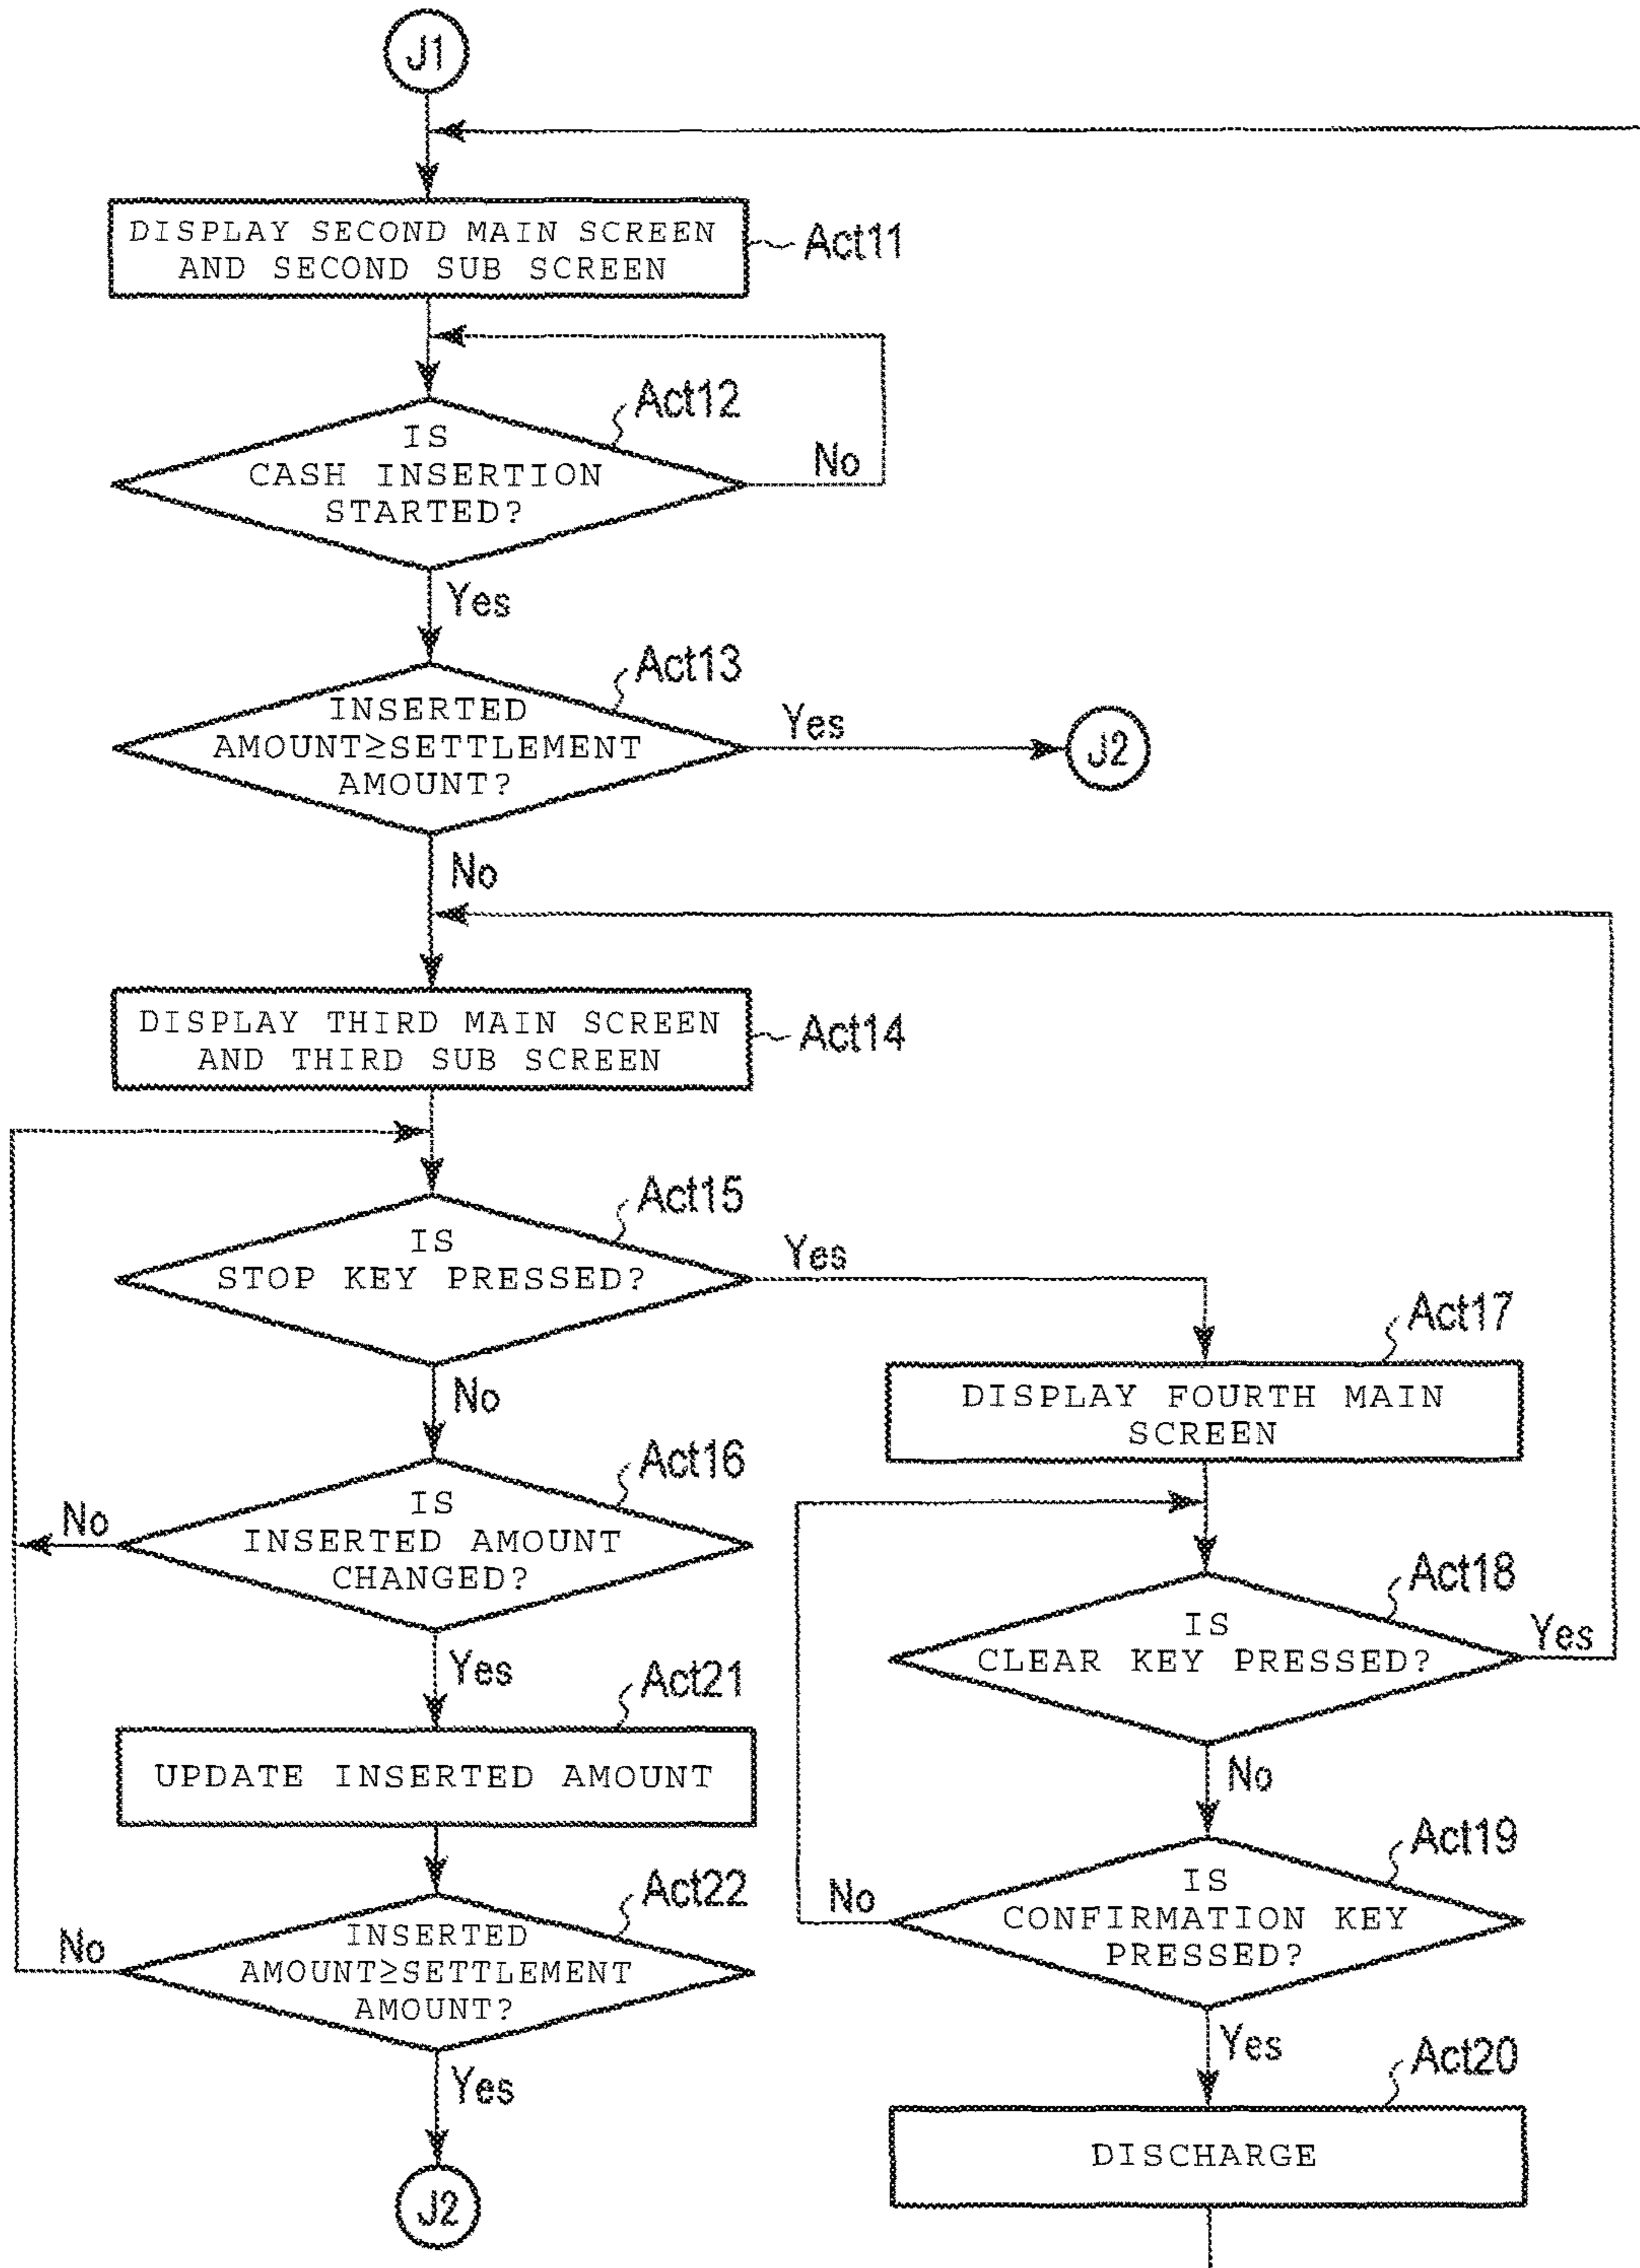 J1
DISPLAY SECOND MAIN SCREEN
AND SECOND SUB SCREEN
Act11
Act12
IS
CASH INSERTION
STARTED?
No
Yes
Act13
INSERTED
AMOUNT≥SETTLEMENT
AMOUNT?
Yes
J2
No
DISPLAY THIRD MAIN SCREEN
AND THIRD SUB SCREEN
Act14
Act15
IS
STOP KEY PRESSED?
Yes
No
Act16
IS
INSERTED AMOUNT
CHANGED?
No
Yes
Act21
UPDATE INSERTED AMOUNT
Act22
INSERTED
AMOUNT≥SETTLEMENT
AMOUNT?
No
Yes
J2
Act17
DISPLAY FOURTH MAIN
SCREEN
Act18
IS
CLEAR KEY PRESSED?
Yes
No
Act19
IS
CONFIRMATION KEY
PRESSED?
No
Yes
Act20
DISCHARGE